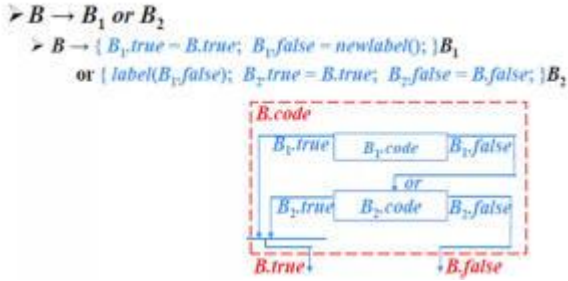 ➢ B → B₁ or B₂
➢ B → { B₁.true = B.true; B₁.false = newlabel(); }B₁
or { label(B₁.false); B₂.true = B.true; B₂.false = B.false; }B₂
B.code
B₁.true B₁.code B₁.false
or
B₂.true B₂.code B₂.false
B.true B.false